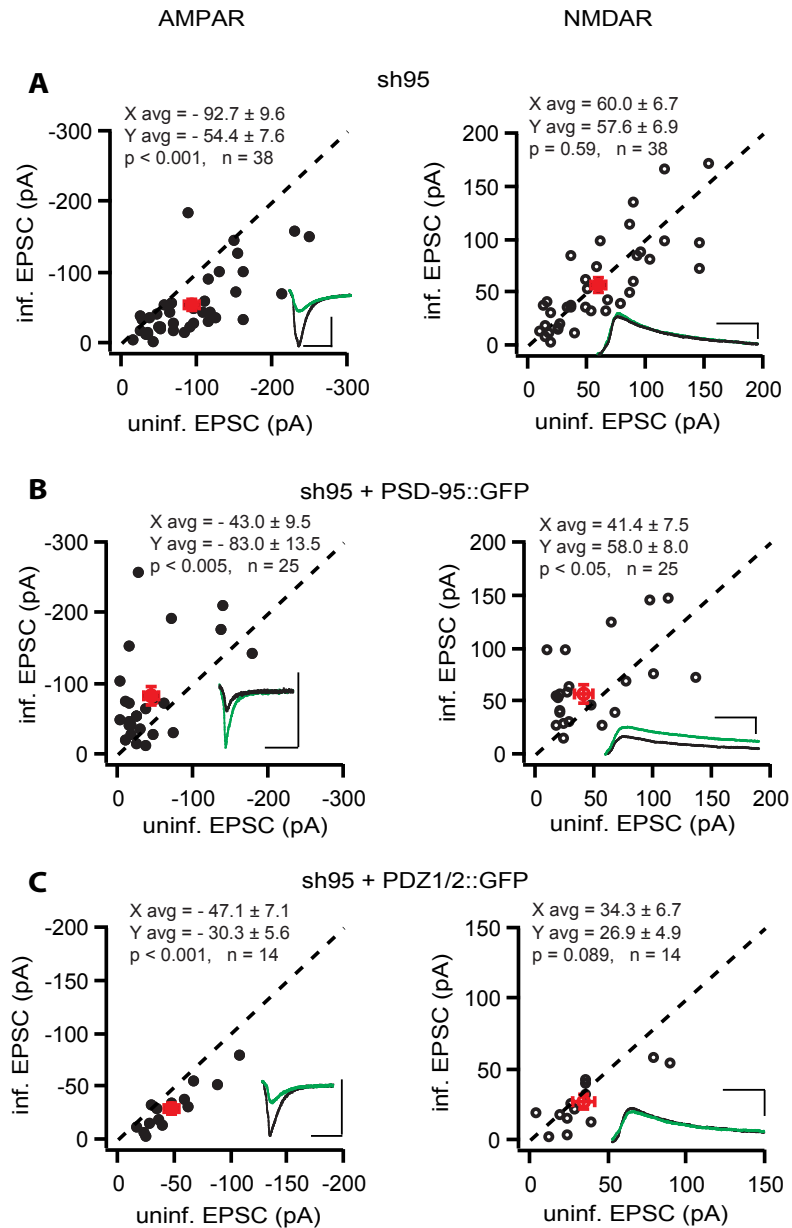 AMPAR
NMDAR
A
sh95
X avg = - 92.7 ± 9.6
Y avg = - 54.4 ± 7.6
p < 0.001, n = 38
-300
-200
-100
0
inf. EPSC (pA)
0
-100
-200
-300
uninf. EPSC (pA)
X avg = 60.0 ± 6.7
Y avg = 57.6 ± 6.9
p = 0.59, n = 38
200
150
100
50
0
inf. EPSC (pA)
0
50
100
150
200
uninf. EPSC (pA)
B
sh95 + PSD-95::GFP
X avg = - 43.0 ± 9.5
Y avg = - 83.0 ± 13.5
p < 0.005, n = 25
-300
-200
-100
0
inf. EPSC (pA)
0
-100
-200
-300
uninf. EPSC (pA)
X avg = 41.4 ± 7.5
Y avg = 58.0 ± 8.0
p < 0.05, n = 25
200
150
100
50
0
inf. EPSC (pA)
0
50
100
150
200
uninf. EPSC (pA)
C
sh95 + PDZ1/2::GFP
X avg = - 47.1 ± 7.1
Y avg = - 30.3 ± 5.6
p < 0.001, n = 14
-200
-150
-100
-50
0
inf. EPSC (pA)
0
-50
-100
-150
-200
uninf. EPSC (pA)
X avg = 34.3 ± 6.7
Y avg = 26.9 ± 4.9
p = 0.089, n = 14
150
100
50
0
inf. EPSC (pA)
0
50
100
150
uninf. EPSC (pA)